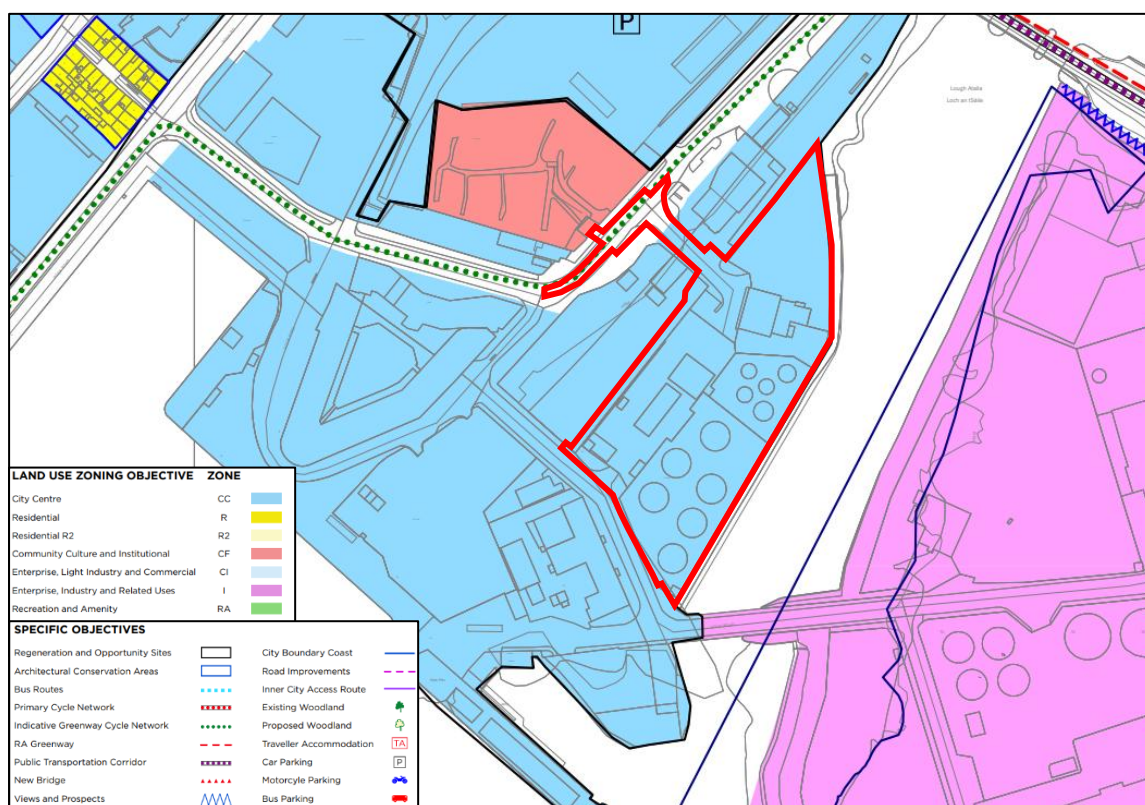 P
Lough Atalia
Loch an tSáile
LAND USE ZONING OBJECTIVE ZONE
City Centre CC
Residential R
Residential R2 R2
Community Culture and Institutional CF
Enterprise, Light Industry and Commercial CI
Enterprise, Industry and Related Uses I
Recreation and Amenity RA
SPECIFIC OBJECTIVES
Regeneration and Opportunity Sites
Architectural Conservation Areas
Bus Routes
Primary Cycle Network
Indicative Greenway Cycle Network
RA Greenway
Public Transportation Corridor
New Bridge
Views and Prospects
City Boundary Coast
Road Improvements
Inner City Access Route
Existing Woodland
Proposed Woodland
Traveller Accommodation TA
Car Parking P
Motorcyle Parking
Bus Parking